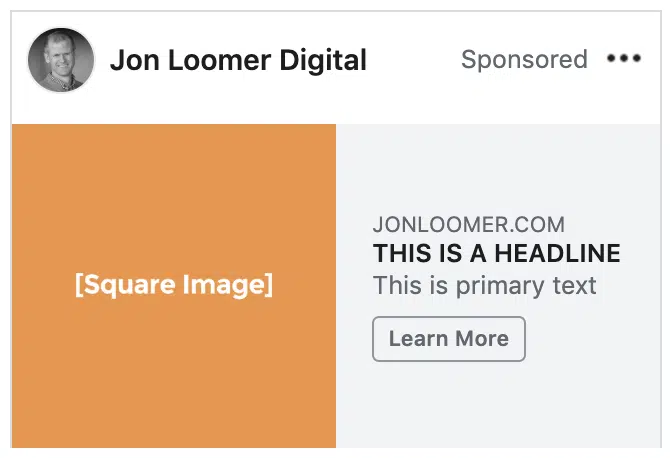 Jon Loomer Digital
Sponsored
[Square Image]
JONLOOMER.COM
THIS IS A HEADLINE
This is primary text
Learn More